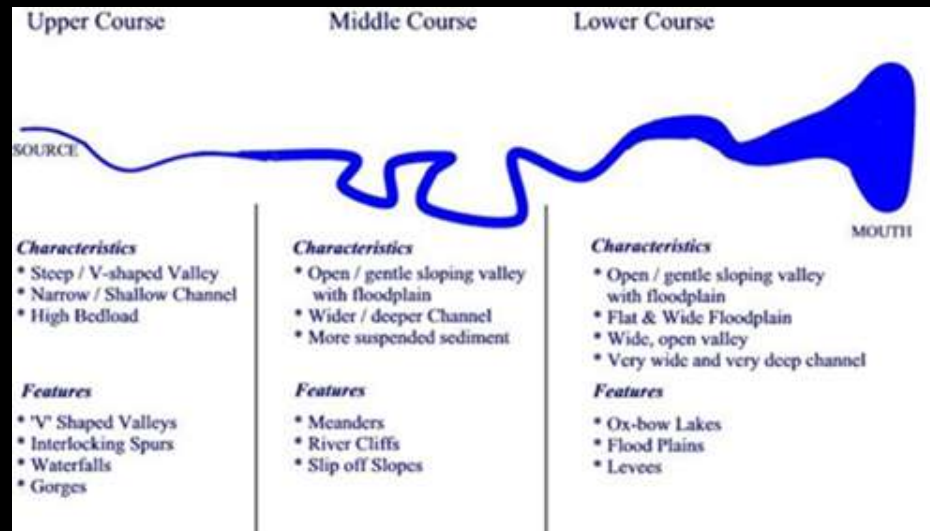 Upper Course
Middle Course
Lower Course
SOURCE
MOUTH
Characteristics
* Steep / V-shaped Valley
* Narrow / Shallow Channel
* High Bedload
Features
* 'V' Shaped Valleys
* Interlocking Spurs
* Waterfalls
* Gorges
Characteristics
* Open / gentle sloping valley
with floodplain
* Wider / deeper Channel
* More suspended sediment
Features
* Meanders
* River Cliffs
* Slip off Slopes
Characteristics
* Open / gentle sloping valley
with floodplain
* Flat & Wide Floodplain
* Wide, open valley
* Very wide and very deep channel
Features
* Ox-bow Lakes
* Flood Plains
* Levees